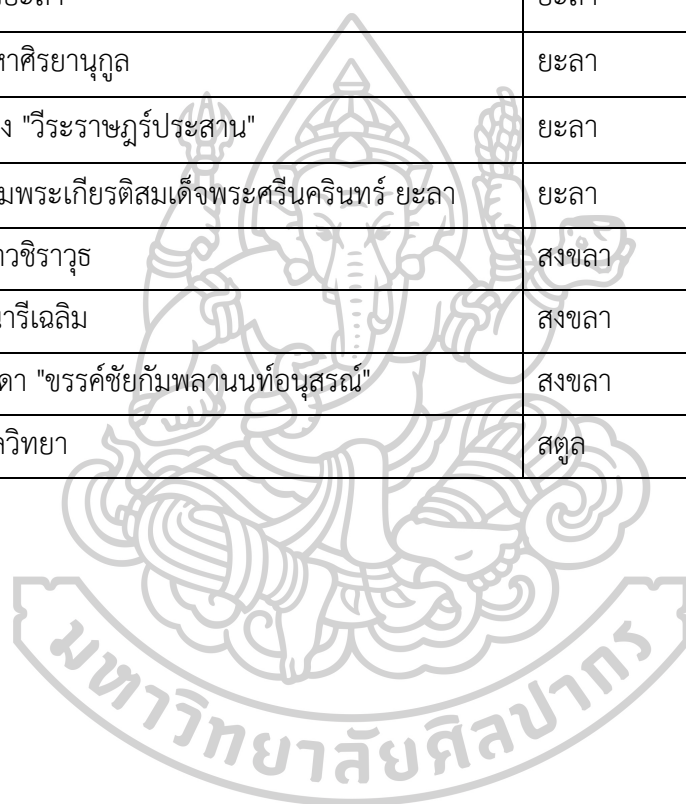 ยะลา
หาศิรยานุกูล ยะลา
ง "วีระราษฎร์ประสาน" ยะลา
มพระเกียรติสมเด็จพระศรีนครินทร์ ยะลา ยะลา
าวชิราวุธ สงขลา
นารีเฉลิม สงขลา
ดา "ขรรค์ชัยกัมพลานนท์อนุสรณ์" สงขลา
ลวิทยา สตูล
มหาวิทยาลัยศิลปากร